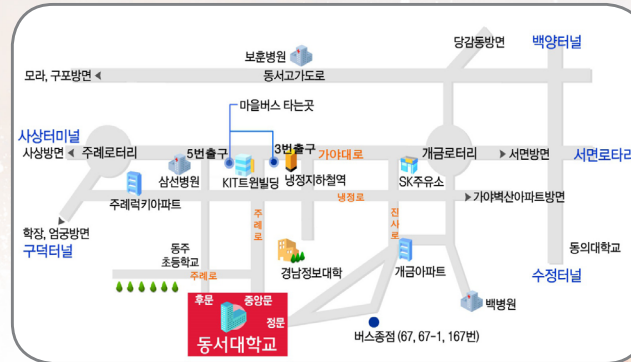 당감동방면
백양터널
보훈병원
동서고가도로
모라, 구포방면
마을버스 타는곳
사상터미널
사상방면
주례로터리
5번출구
3번출구
가야대로
개금로터리
서면방면
서면로타리
삼선병원
KIT트윈빌딩
냉정지하철역
SK주유소
주례럭키아파트
냉정로
가야벽산아파트방면
학장, 엄궁방면
구덕터널
주례로
진사로
동주
초등학교
주례로
경남정보대학
개금아파트
동의대학교
수정터널
백병원
후문
중앙문
정문
동서대학교
버스종점 (67, 67-1, 167번)